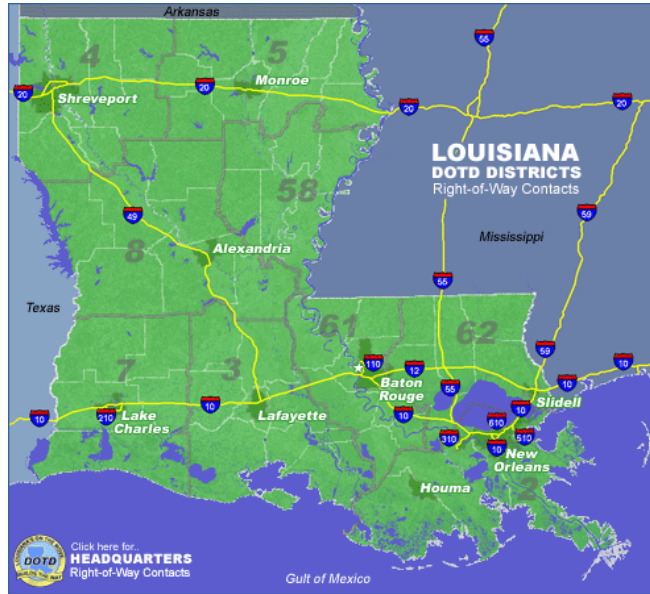 Arkansas
4
5
Monroe
20
Shreveport
20
20
20
55
LOUISIANA
DOTD DISTRICTS
Right-of-Way Contacts
58
49
59
8
Alexandria
Mississippi
55
Texas
61
62
7
3
110
12
59
10
Baton
Rouge
55
10
Slidell
10
210
Lake
Charles
10
Lafayette
10
610
10
310
510
10
New
Orleans
Houma
2
Click here for..
HEADQUARTERS
Right-of-Way Contacts
DOTD
Gulf of Mexico